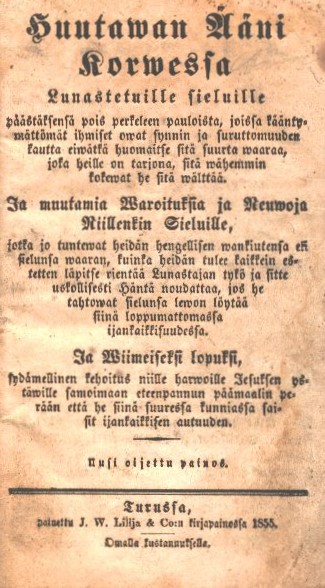 Huutawan Ääni
Korwessa
Lunastetuille sieluille
päästäksensä pois perkeleen pauloista, joissa käänty-
mättömät ihmiset owat synnin ja suruttomuuden
kautta eiwätkä huomaitse sitä suurta waaraa,
joka heille on tarjona, sitä wähemmin
kokewat he sitä wälttää.
Ja muutamia Waroituksia ja Neuwoja
Niillenkin Sieluille,
jotka jo tuntewat heidän hengellisen wankiutensa eli
sielunsa waaran, kuinka heidän tulee kaikkein es-
tetten läpitse rientää Lunastajan tykö ja sitte
uskollisesti Häntä noudattaa, jos he
tahtowat sielunsa lewon löytää
siinä loppumattomassa
ijankaikkisuudessa.
Ja Wiimeiseksi lopuksi,
sydämellinen kehoitus niille harwoille Jesuksen ys-
täwille samoimaan eteenpannun päämaalin pe-
rään että he siinä suuressa kunniassa sai-
sit ijankaikkisen autuuden.
Uusi oijettu painos.
Turussa,
painettu J. W. Lilija & Co:n kirjapainossa 1855.
Omalla kustannuksella.